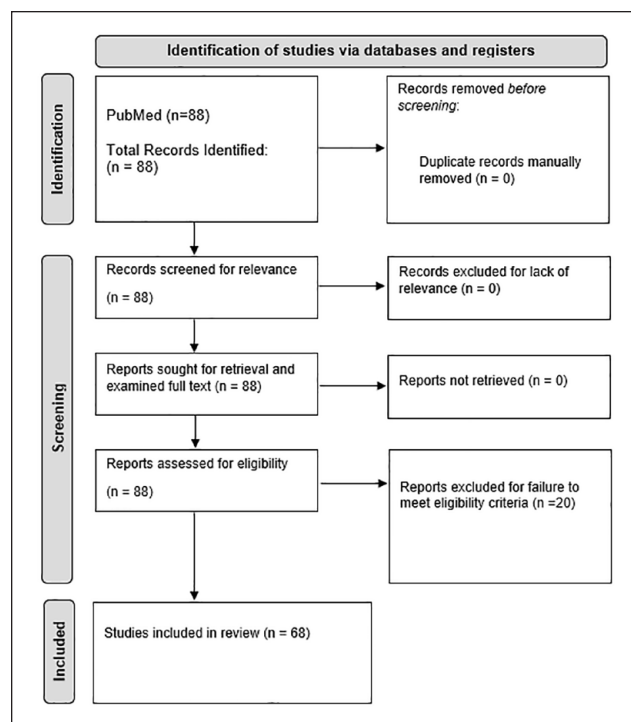 Identification of studies via databases and registers
Identification
PubMed (n=88)
Total Records Identified:
(n = 88)
Records removed before
screening:
Duplicate records manually
removed (n = 0)
Screening
Records screened for relevance
(n = 88)
Records excluded for lack of
relevance (n = 0)
Reports sought for retrieval and
examined full text (n = 88)
Reports not retrieved (n = 0)
Reports assessed for eligibility
(n = 88)
Reports excluded for failure to
meet eligibility criteria (n =20)
Included
Studies included in review (n = 68)